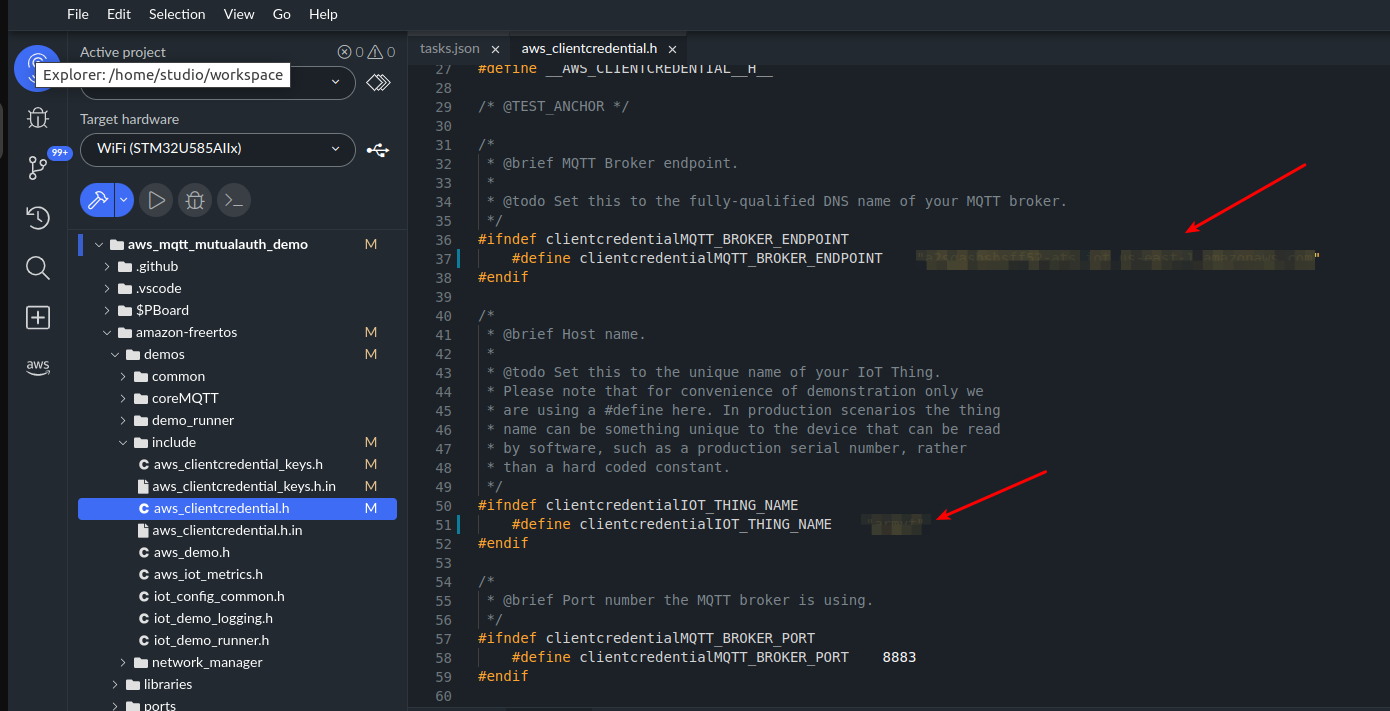 File Edit Selection View Go Help
Active project 0 0
Explorer: /home/studio/workspace
Target hardware
WiFi (STM32U585AIIx)
99+
aws
aws_mqtt_mutualauth_demo M
.github
.vscode
$PBoard
amazon-freertos M
demos M
common
coreMQTT
demo_runner
include M
aws_clientcredential_keys.h M
aws_clientcredential_keys.h.in M
aws_clientcredential.h M
aws_clientcredential.h.in
aws_demo.h
aws_iot_metrics.h
iot_config_common.h
iot_demo_logging.h
iot_demo_runner.h
network_manager
libraries
ports
tasks.json × aws_clientcredential.h ×
27 #define __AWS_CLIENTCREDENTIAL__H__
28
29 /* @TEST_ANCHOR */
30
31 /*
32 * @brief MQTT Broker endpoint.
33 *
34 * @todo Set this to the fully-qualified DNS name of your MQTT broker.
35 */
36 #ifndef clientcredentialMQTT_BROKER_ENDPOINT
37 #define clientcredentialMQTT_BROKER_ENDPOINT "
38 #endif
39
40 /*
41 * @brief Host name.
42 *
43 * @todo Set this to the unique name of your IoT Thing.
44 * Please note that for convenience of demonstration only we
45 * are using a #define here. In production scenarios the thing
46 * name can be something unique to the device that can be read
47 * by software, such as a production serial number, rather
48 * than a hard coded constant.
49 */
50 #ifndef clientcredentialIOT_THING_NAME
51 #define clientcredentialIOT_THING_NAME
52 #endif
53
54 /*
55 * @brief Port number the MQTT broker is using.
56 */
57 #ifndef clientcredentialMQTT_BROKER_PORT
58 #define clientcredentialMQTT_BROKER_PORT 8883
59 #endif
60